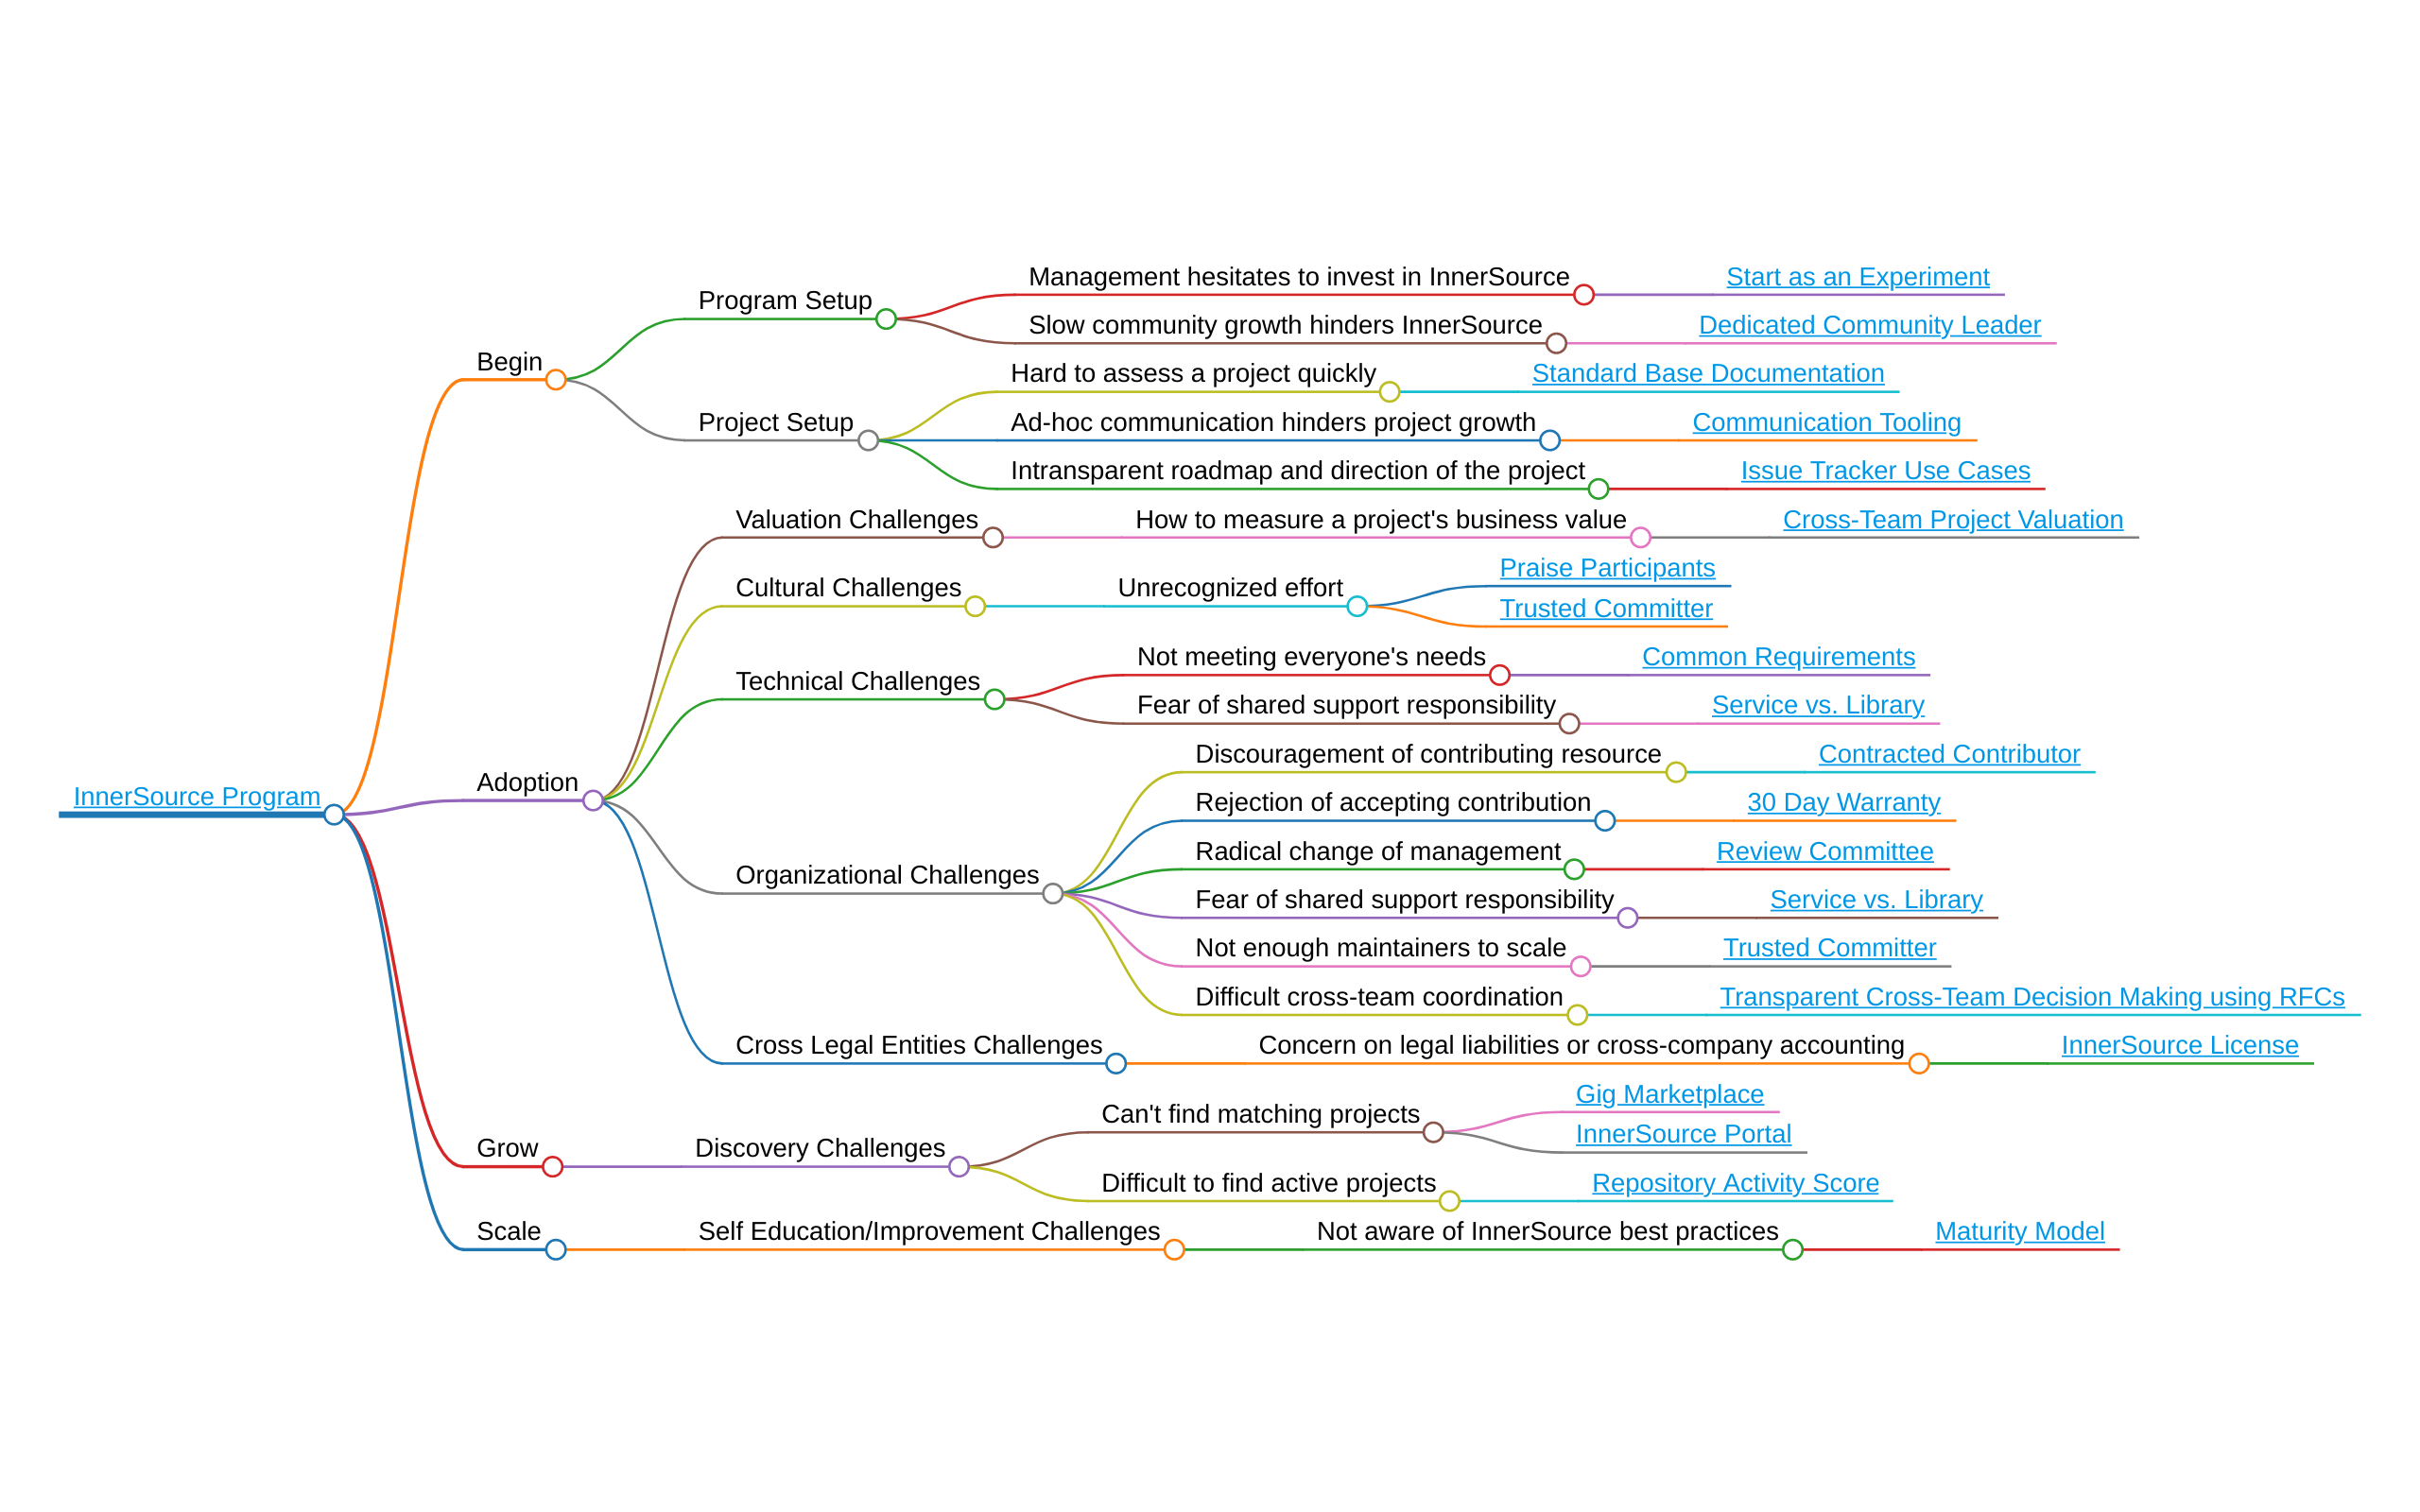 InnerSource Program
Begin
Program Setup
Management hesitates to invest in InnerSource
Start as an Experiment
Slow community growth hinders InnerSource
Dedicated Community Leader
Project Setup
Hard to assess a project quickly
Standard Base Documentation
Ad-hoc communication hinders project growth
Communication Tooling
Intransparent roadmap and direction of the project
Issue Tracker Use Cases
Adoption
Valuation Challenges
How to measure a project's business value
Cross-Team Project Valuation
Cultural Challenges
Unrecognized effort
Praise Participants
Trusted Committer
Technical Challenges
Not meeting everyone's needs
Common Requirements
Fear of shared support responsibility
Service vs. Library
Organizational Challenges
Discouragement of contributing resource
Contracted Contributor
Rejection of accepting contribution
30 Day Warranty
Radical change of management
Review Committee
Fear of shared support responsibility
Service vs. Library
Not enough maintainers to scale
Trusted Committer
Difficult cross-team coordination
Transparent Cross-Team Decision Making using RFCs
Cross Legal Entities Challenges
Concern on legal liabilities or cross-company accounting
InnerSource License
Grow
Discovery Challenges
Can't find matching projects
Gig Marketplace
InnerSource Portal
Difficult to find active projects
Repository Activity Score
Scale
Self Education/Improvement Challenges
Not aware of InnerSource best practices
Maturity Model